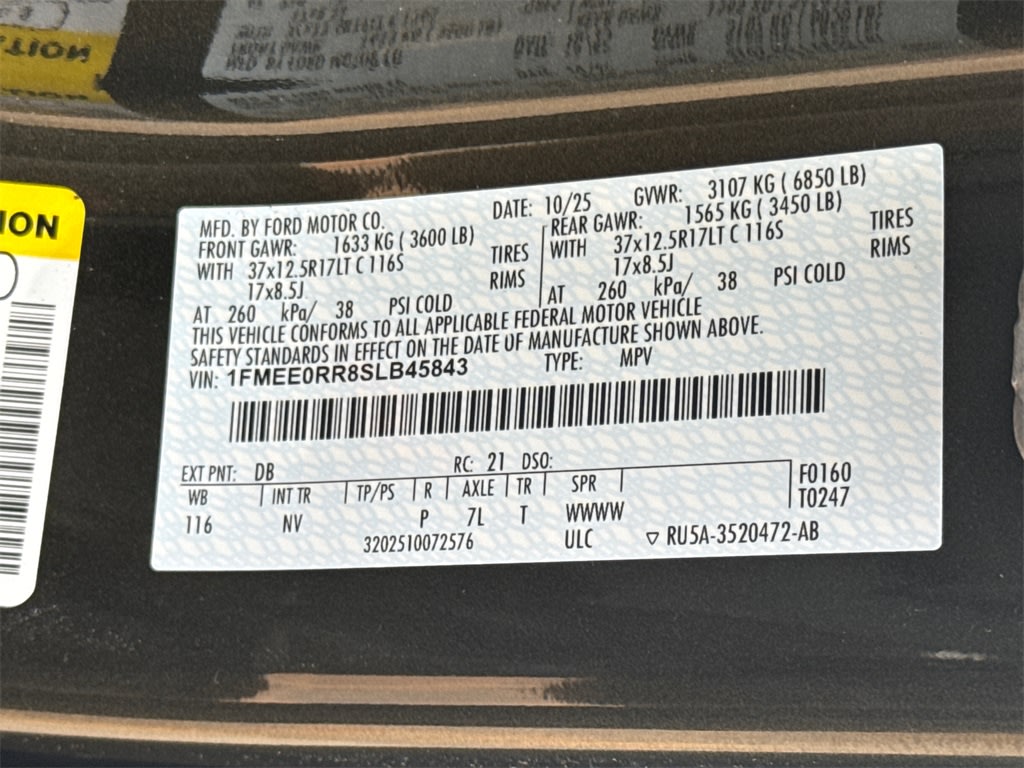 TION
ION
MFD. BY FORD MOTOR CO. DATE: 10/25 GVWR: 3107 KG ( 6850 LB)
FRONT GAWR: 1633 KG ( 3600 LB) REAR GAWR: 1565 KG ( 3450 LB)
WITH 37x12.5R17LT C 116S TIRES WITH 37x12.5R17LT C 116S TIRES
17x8.5J RIMS 17x8.5J RIMS
AT 260 kPa/ 38 PSI COLD AT 260 kPa/ 38 PSI COLD
THIS VEHICLE CONFORMS TO ALL APPLICABLE FEDERAL MOTOR VEHICLE
SAFETY STANDARDS IN EFFECT ON THE DATE OF MANUFACTURE SHOWN ABOVE.
VIN: 1FMEE0RR8SLB45843 TYPE: MPV
EXT PNT: DB RC: 21 DSO:
WB INT TR TP/PS R AXLE TR SPR F0160
116 NV P 7L T WWWW T0247
3202510072576 ULC ▽ RU5A-3520472-AB